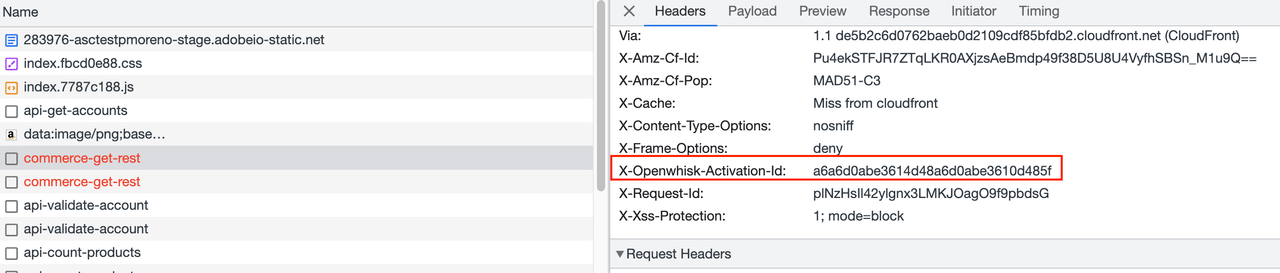 Name
283976-asctestpmoreno-stage.adobeio-static.net
index.fbcd0e88.css
index.7787c188.js
api-get-accounts
data:image/png;base…
commerce-get-rest
commerce-get-rest
api-validate-account
api-validate-account
api-count-products
Headers Payload Preview Response Initiator Timing
Via: 1.1 de5b2c6d0762baeb0d2109cdf85bfdb2.cloudfront.net (CloudFront)
X-Amz-Cf-Id: Pu4ekSTFJR7ZTqLKR0AXjzsAeBmdp49f38D5U8U4VyfhSBSn_M1u9Q==
X-Amz-Cf-Pop: MAD51-C3
X-Cache: Miss from cloudfront
X-Content-Type-Options: nosniff
X-Frame-Options: deny
X-Openwhisk-Activation-Id: a6a6d0abe3614d48a6d0abe3610d485f
X-Request-Id: plNzHsll42ylgnx3LMKJOagO9f9pbdsG
X-Xss-Protection: 1; mode=block
Request Headers